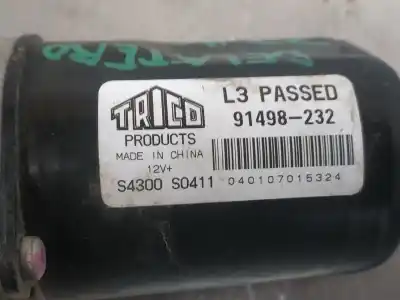 TRICO
PRODUCTS
MADE IN CHINA
12V+
S4300 S0411
L3 PASSED
91498-232
040107015324